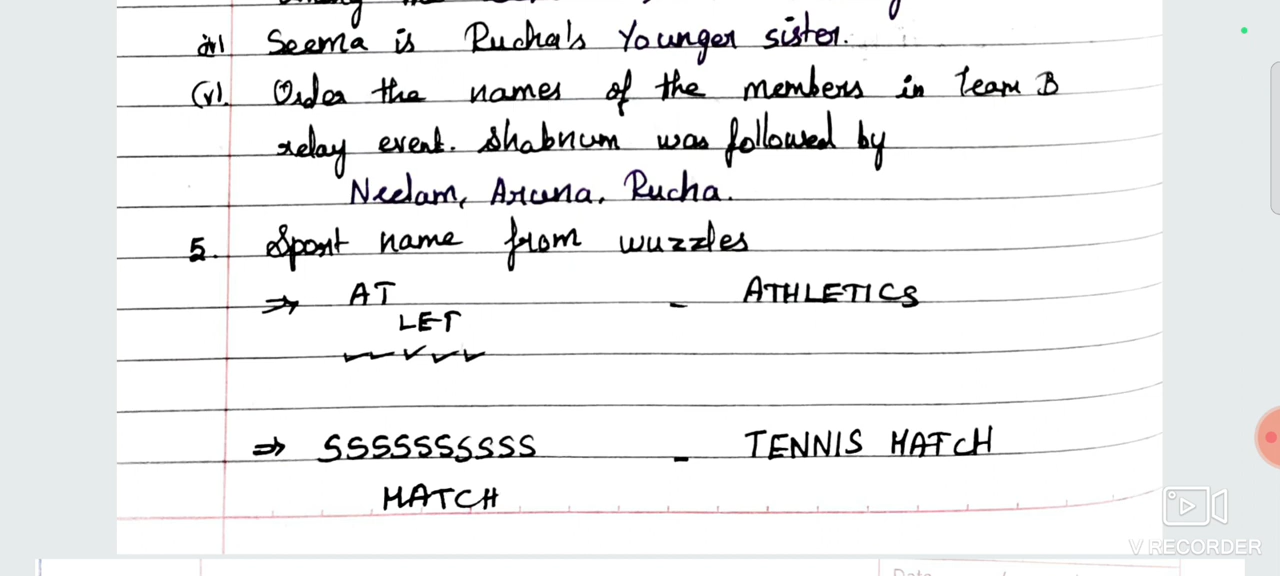 iv) Seema is Rucha's Younger sister.
(v). Order the names of the members in team B
relay event. Shabnum was followed by
Neelam, Aruna, Rucha.
5. Sport name from wuzzles
⇒ AT - ATHLETICS
LET
⇒ SSSSSSSSSS - TENNIS MATCH
MATCH
V RECORDER